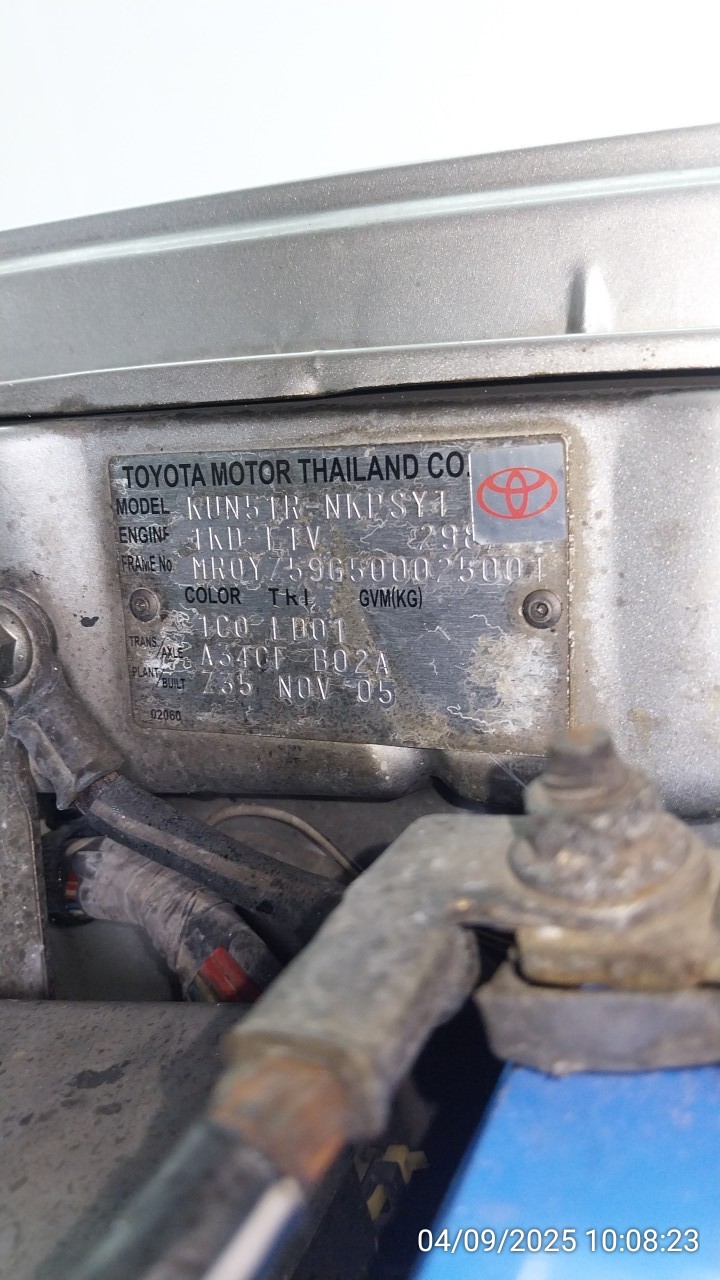 TOYOTA MOTOR THAILAND CO.
MODEL KUN51R-NKPSYT
ENGINE 1KD FTV 298
FRAME No MR0YZ59G500025001
COLOR TRI GVM(KG)
1C0 LD01
TRANS/AXLE A340F B02A
PLANT/BUILT Z35 NOV 05
02060
04/09/2025 10:08:23